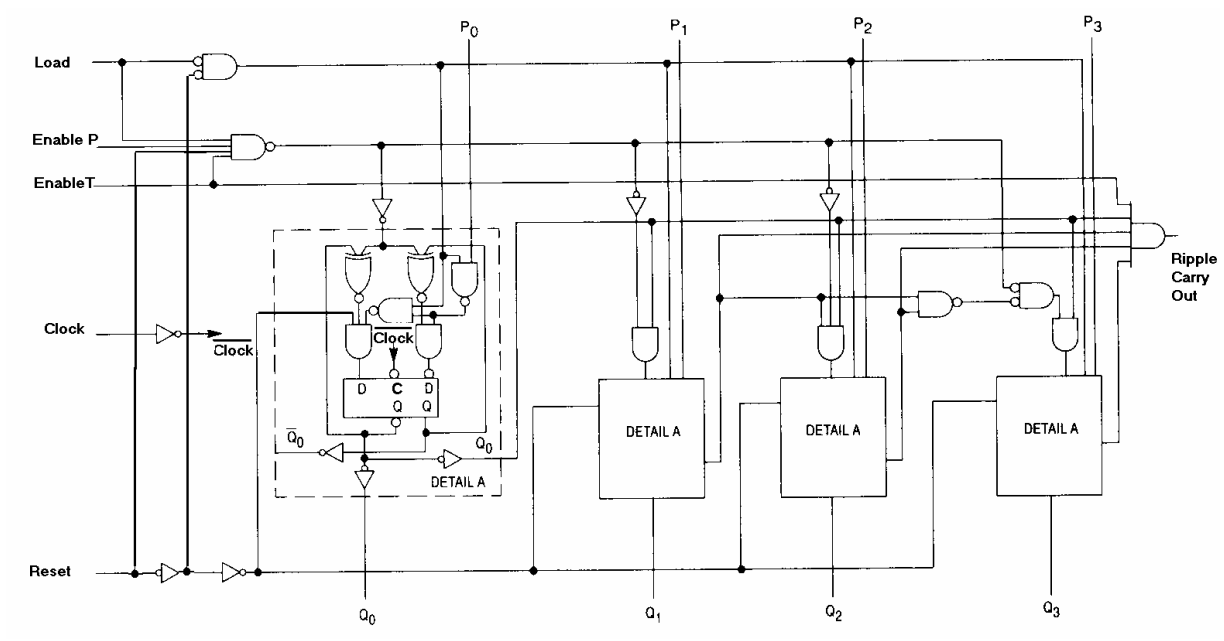 P0
P1
P2
P3
Load
Enable P
EnableT
Ripple
Carry
Out
Clock
Clock
Clock
D C D
Q Q
Q0
Q0
DETAIL A
DETAIL A
DETAIL A
DETAIL A
Reset
Q0
Q1
Q2
Q3